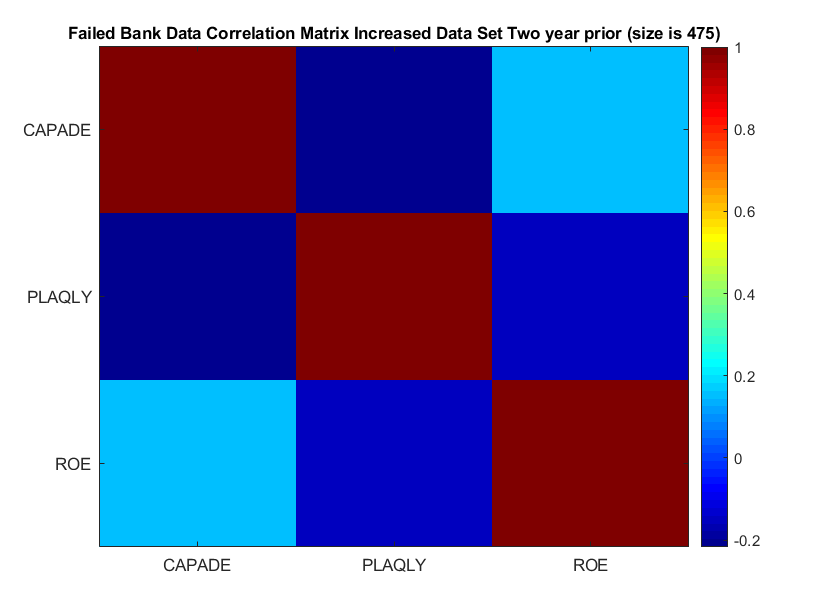 Failed Bank Data Correlation Matrix Increased Data Set Two year prior (size is 475)
CAPADE
PLAQLY
ROE
CAPADE PLAQLY ROE
1
0.8
0.6
0.4
0.2
0
-0.2